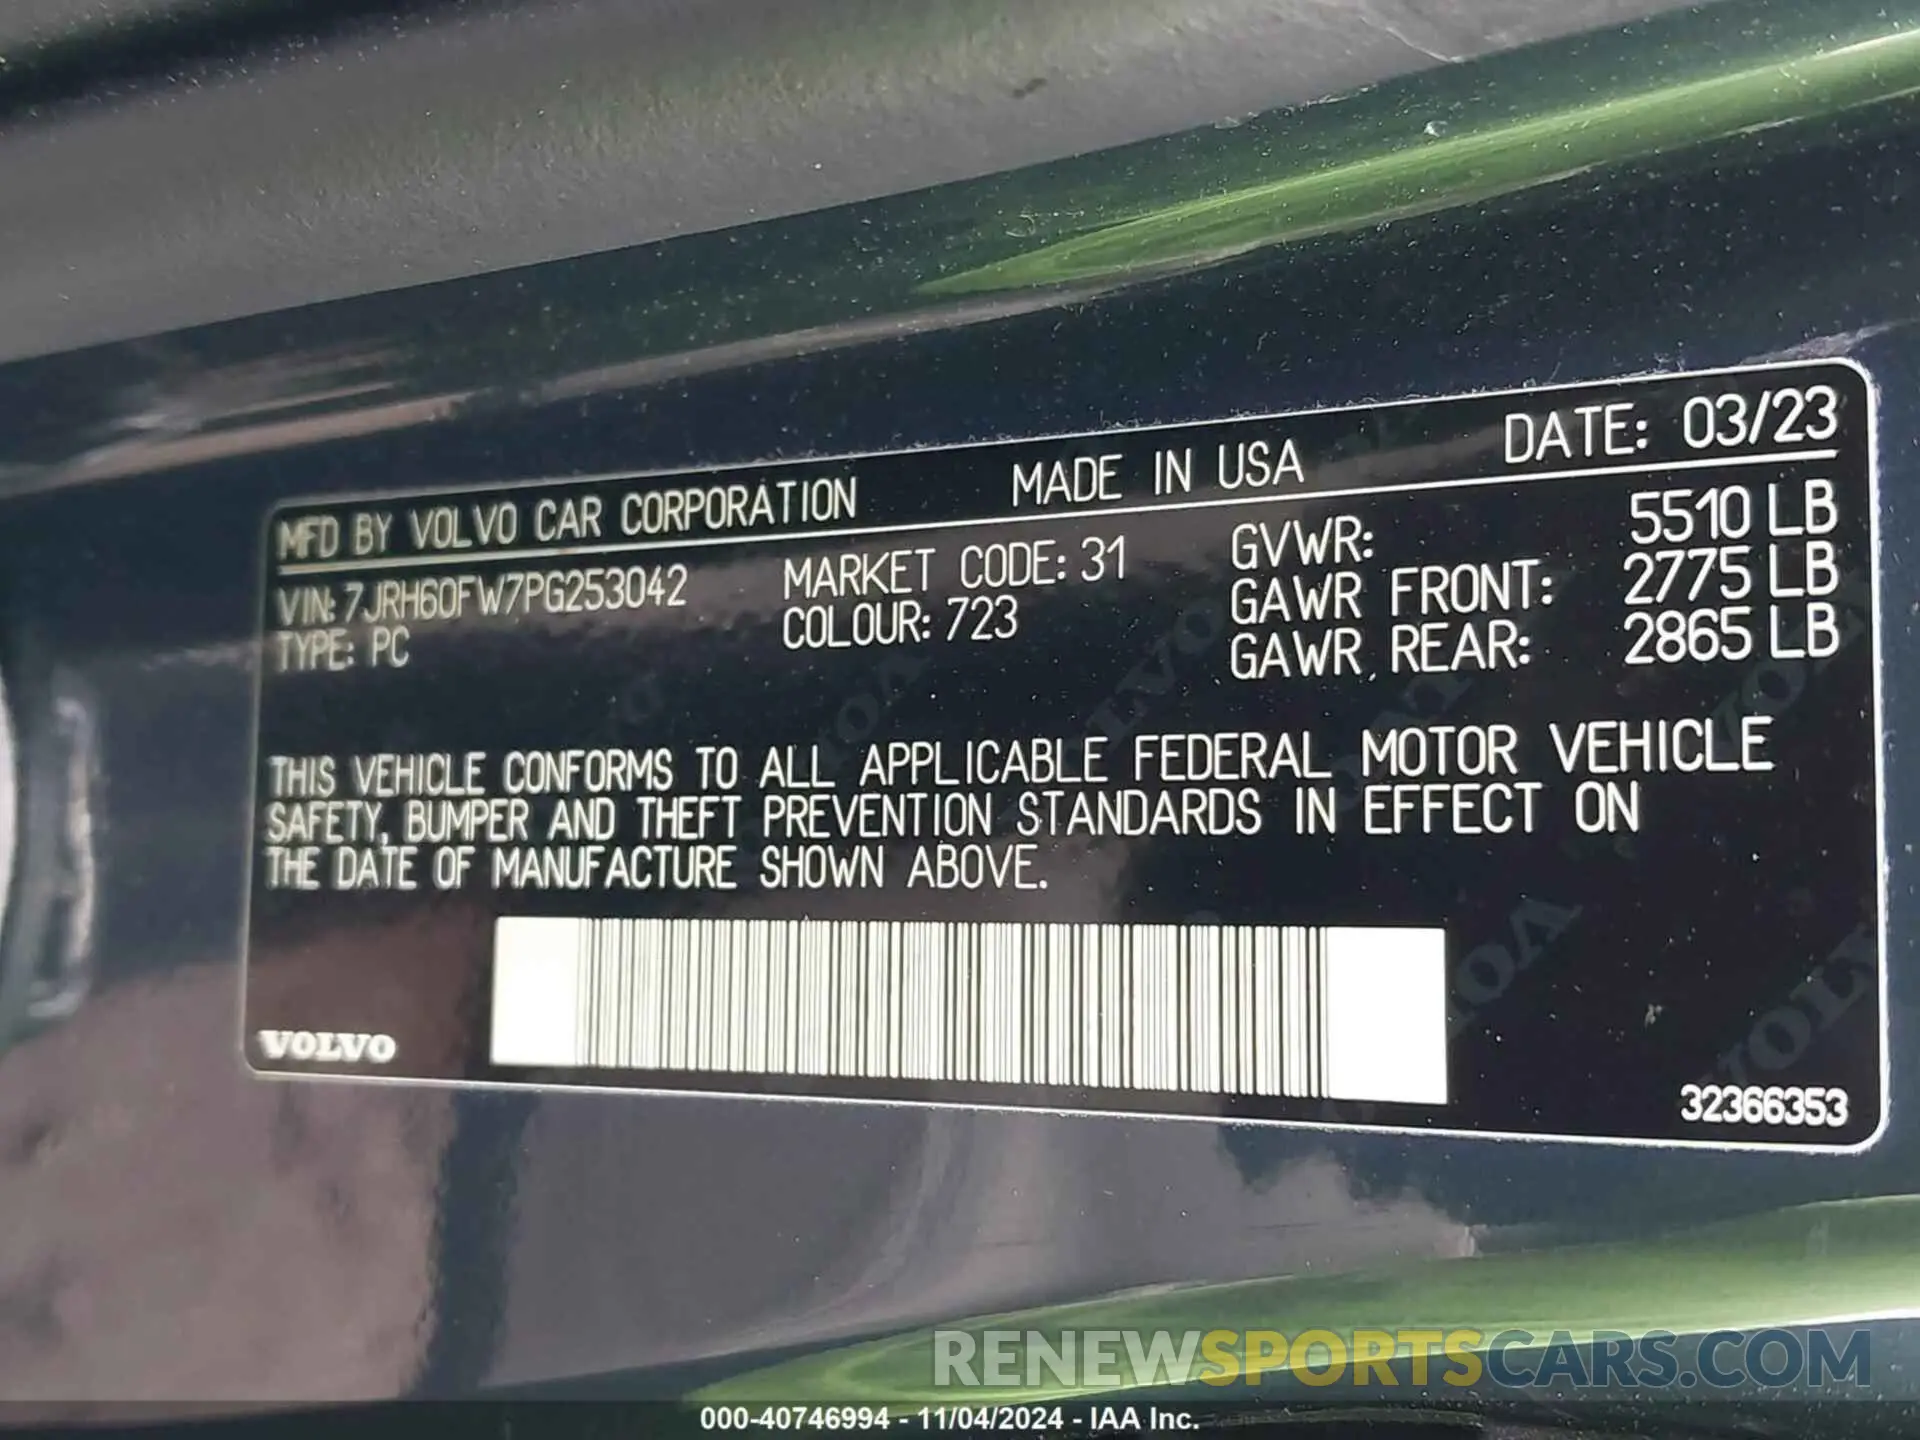 MFD BY VOLVO CAR CORPORATION MADE IN USA DATE: 03/23
VIN: 7JRH60FW7PG253042 MARKET CODE: 31 GVWR: 5510 LB
TYPE: PC COLOUR: 723 GAWR FRONT: 2775 LB
GAWR REAR: 2865 LB
THIS VEHICLE CONFORMS TO ALL APPLICABLE FEDERAL MOTOR VEHICLE
SAFETY, BUMPER AND THEFT PREVENTION STANDARDS IN EFFECT ON
THE DATE OF MANUFACTURE SHOWN ABOVE.
VOLVO
32366353
RENEWSPORTSCARS.COM
000-40746994 - 11/04/2024 - IAA Inc.